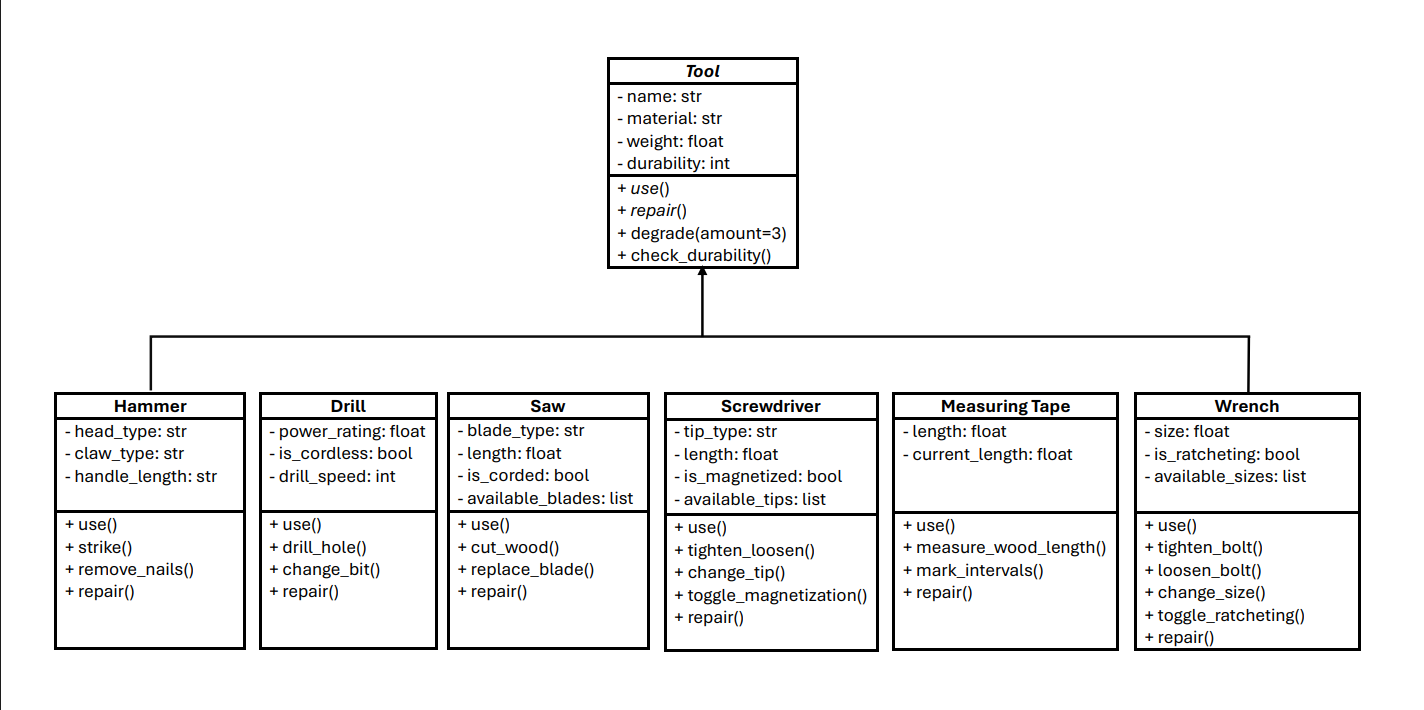 Tool
- name: str
- material: str
- weight: float
- durability: int
+ use()
+ repair()
+ degrade(amount=3)
+ check_durability()
Hammer
- head_type: str
- claw_type: str
- handle_length: str
+ use()
+ strike()
+ remove_nails()
+ repair()
Drill
- power_rating: float
- is_cordless: bool
- drill_speed: int
+ use()
+ drill_hole()
+ change_bit()
+ repair()
Saw
- blade_type: str
- length: float
- is_corded: bool
- available_blades: list
+ use()
+ cut_wood()
+ replace_blade()
+ repair()
Screwdriver
- tip_type: str
- length: float
- is_magnetized: bool
- available_tips: list
+ use()
+ tighten_loosen()
+ change_tip()
+ toggle_magnetization()
+ repair()
Measuring Tape
- length: float
- current_length: float
+ use()
+ measure_wood_length()
+ mark_intervals()
+ repair()
Wrench
- size: float
- is_ratcheting: bool
- available_sizes: list
+ use()
+ tighten_bolt()
+ loosen_bolt()
+ change_size()
+ toggle_ratcheting()
+ repair()